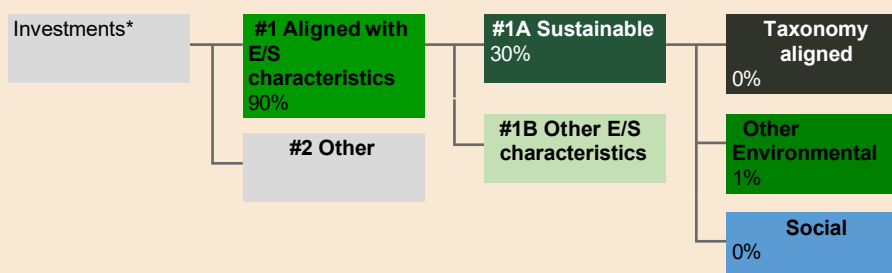 Investments*
#1 Aligned with
E/S
characteristics
90%
#2 Other
#1A Sustainable
30%
#1B Other E/S
characteristics
Taxonomy
aligned
0%
Other
Environmental
1%
Social
0%